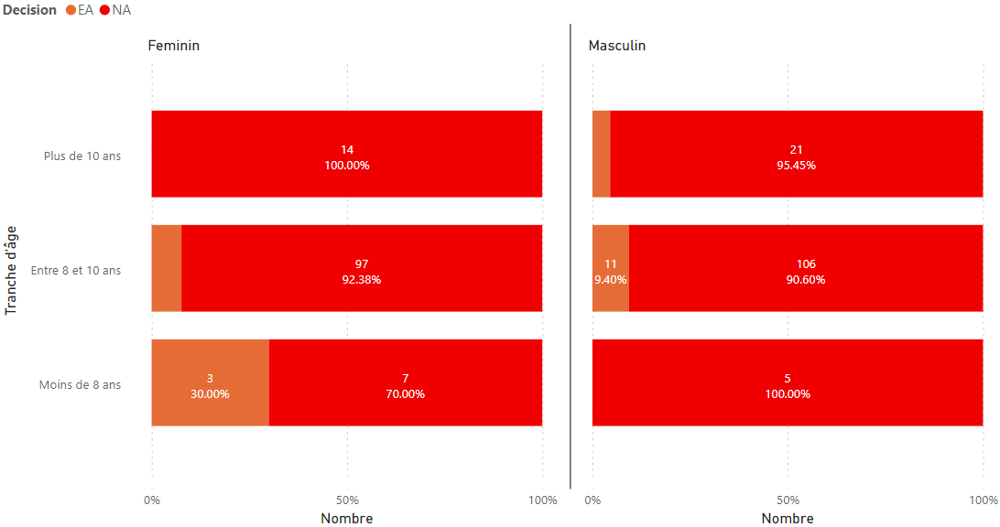 Decision EA NA
Feminin
Masculin
Tranche d'âge
Plus de 10 ans
14
100.00%
21
95.45%
Entre 8 et 10 ans
97
92.38%
11
9.40%
106
90.60%
Moins de 8 ans
3
30.00%
7
70.00%
5
100.00%
0% 50% 100%
0% 50% 100%
Nombre
Nombre